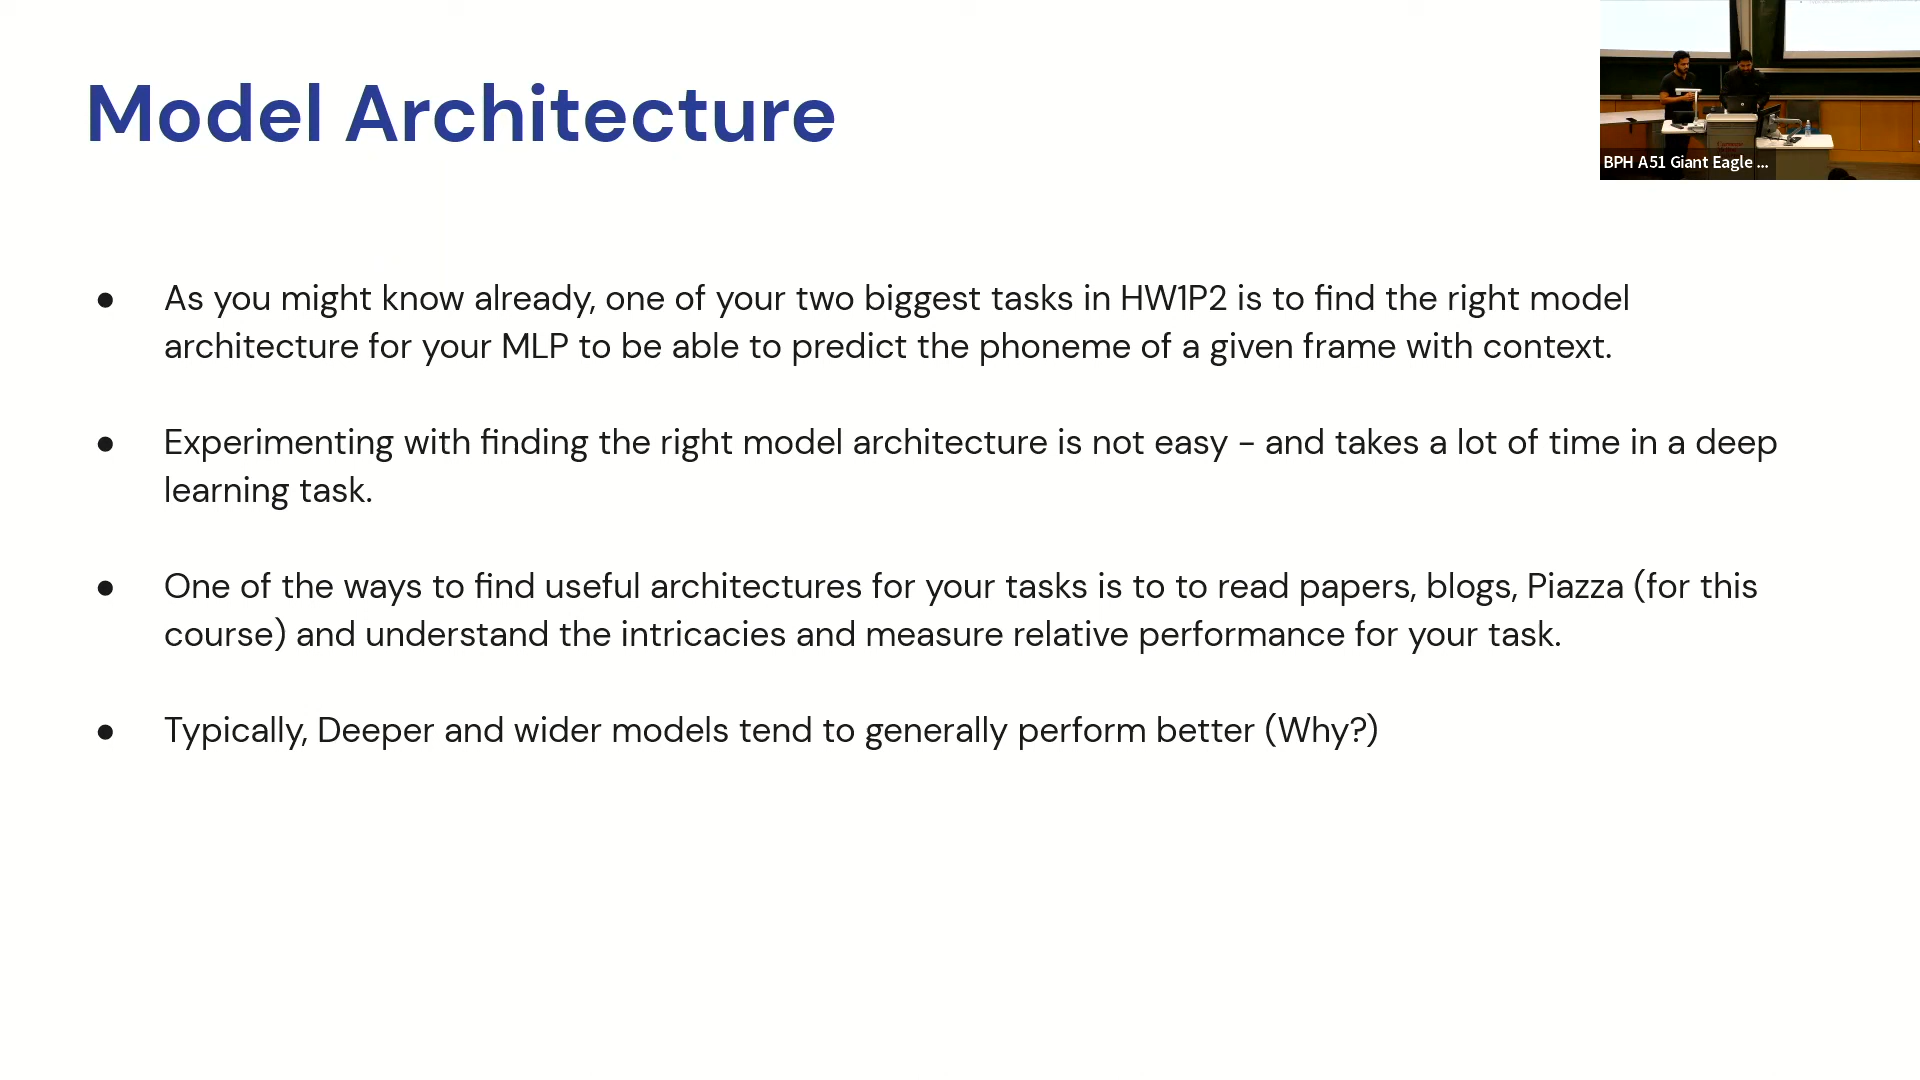 Model Architecture
BPH A51 Giant Eagle ...
● As you might know already, one of your two biggest tasks in HW1P2 is to find the right model
architecture for your MLP to be able to predict the phoneme of a given frame with context.
● Experimenting with finding the right model architecture is not easy - and takes a lot of time in a deep
learning task.
● One of the ways to find useful architectures for your tasks is to to read papers, blogs, Piazza (for this
course) and understand the intricacies and measure relative performance for your task.
● Typically, Deeper and wider models tend to generally perform better (Why?)